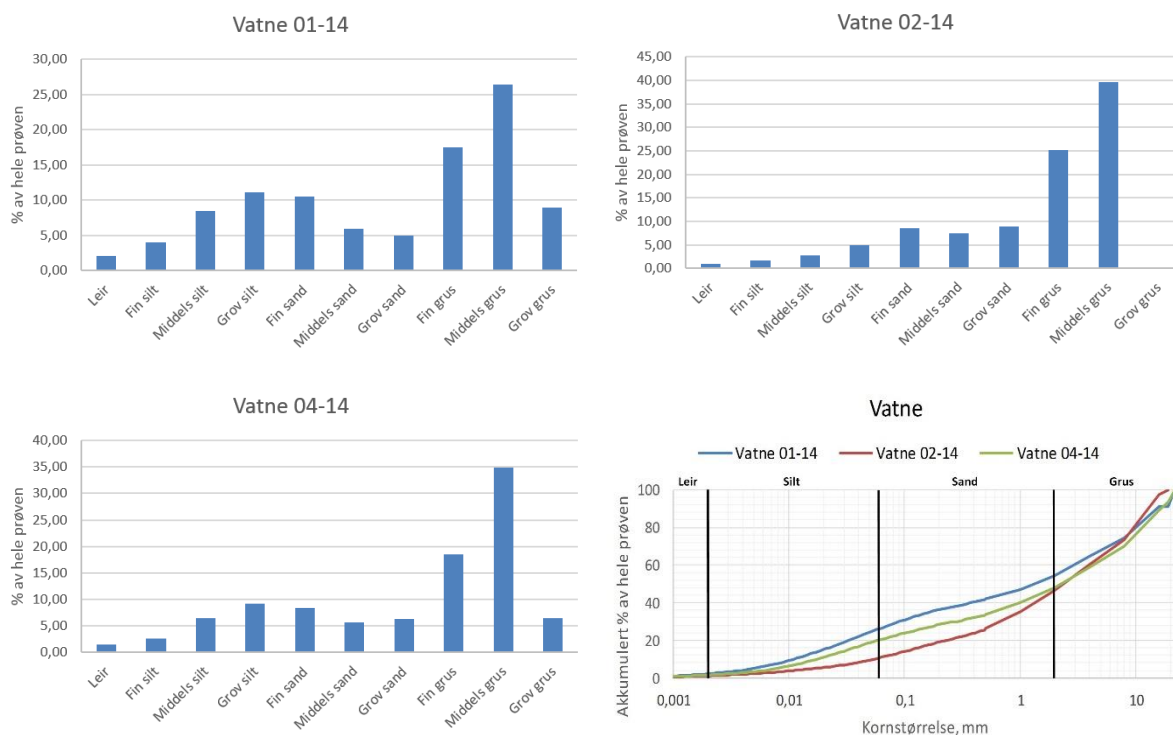 Vatne 01-14
% av hele prøven
30,00
25,00
20,00
15,00
10,00
5,00
0,00
Leir
Fin silt
Middels silt
Grov silt
Fin sand
Middels sand
Grov sand
Fin grus
Middels grus
Grov grus
Vatne 02-14
% av hele prøven
45,00
40,00
35,00
30,00
25,00
20,00
15,00
10,00
5,00
0,00
Leir
Fin silt
Middels silt
Grov silt
Fin sand
Middels sand
Grov sand
Fin grus
Middels grus
Grov grus
Vatne 04-14
% av hele prøven
40,00
35,00
30,00
25,00
20,00
15,00
10,00
5,00
0,00
Leir
Fin silt
Middels silt
Grov silt
Fin sand
Middels sand
Grov sand
Fin grus
Middels grus
Grov grus
Vatne
Vatne 01-14 Vatne 02-14 Vatne 04-14
Leir Silt Sand Grus
Akkumulert % av hele prøven
100
80
60
40
20
0
0,001 0,01 0,1 1 10
Kornstørrelse, mm